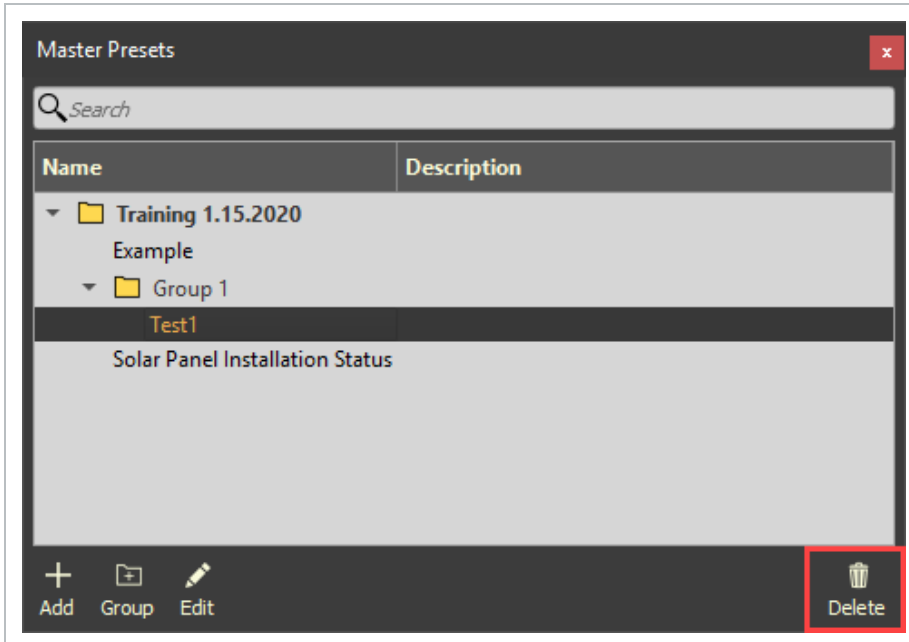 Master Presets
x
Search
Name Description
Training 1.15.2020
Example
Group 1
Test1
Solar Panel Installation Status
Add Group Edit Delete